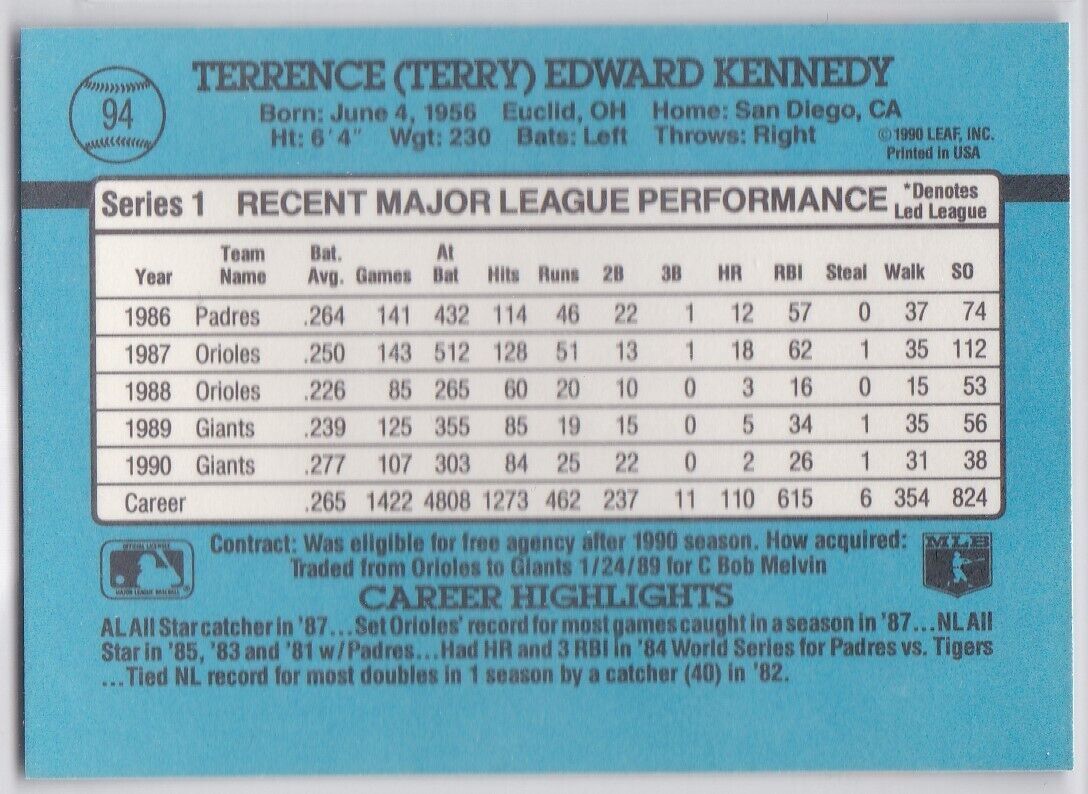 94
TERRENCE (TERRY) EDWARD KENNEDY
Born: June 4, 1956 Euclid, OH Home: San Diego, CA
Ht: 6'4" Wgt: 230 Bats: Left Throws: Right
©1990 LEAF, INC.
Printed in USA
Series 1 RECENT MAJOR LEAGUE PERFORMANCE *Denotes Led League
Year Team Name Bat. Avg. Games At Bat Hits Runs 2B 3B HR RBI Steal Walk SO
1986 Padres .264 141 432 114 46 22 1 12 57 0 37 74
1987 Orioles .250 143 512 128 51 13 1 18 62 1 35 112
1988 Orioles .226 85 265 60 20 10 0 3 16 0 15 53
1989 Giants .239 125 355 85 19 15 0 5 34 1 35 56
1990 Giants .277 107 303 84 25 22 0 2 26 1 31 38
Career .265 1422 4808 1273 462 237 11 110 615 6 354 824
OFFICIAL LICENSEE
MAJOR LEAGUE BASEBALL
Contract: Was eligible for free agency after 1990 season. How acquired:
Traded from Orioles to Giants 1/24/89 for C Bob Melvin
MLB
CAREER HIGHLIGHTS
AL All Star catcher in '87...Set Orioles' record for most games caught in a season in '87...NL All
Star in '85, '83 and '81 w/Padres...Had HR and 3 RBI in '84 World Series for Padres vs. Tigers
...Tied NL record for most doubles in 1 season by a catcher (40) in '82.